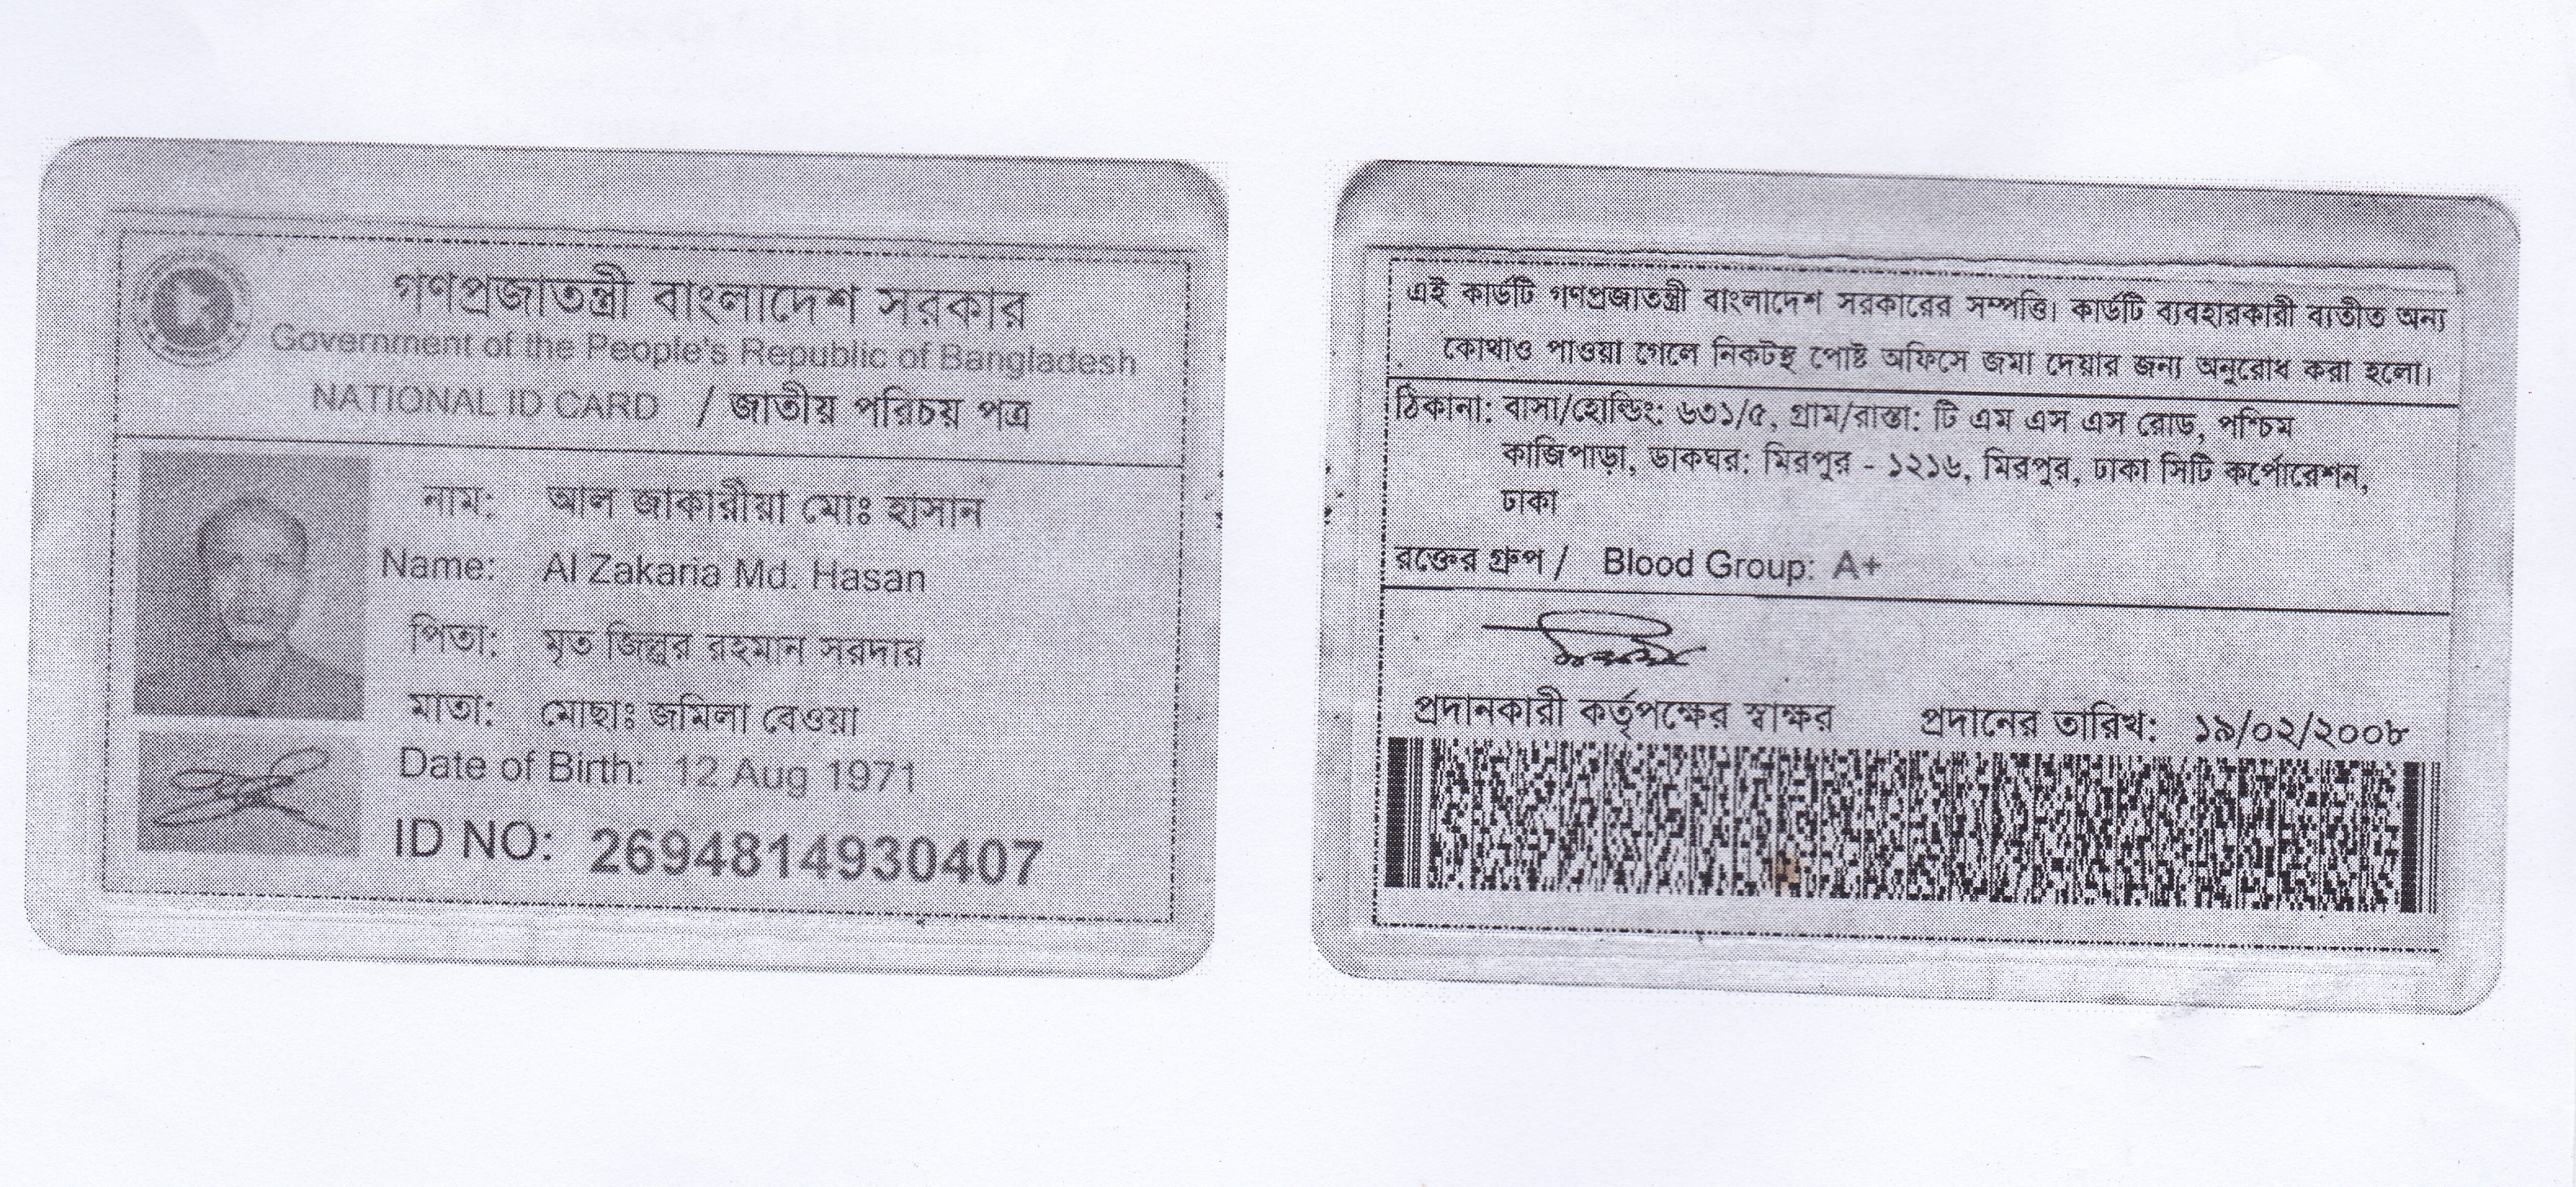 গণপ্রজাতন্ত্রী বাংলাদেশ সরকার
Government of the People's Republic of Bangladesh
NATIONAL ID CARD / জাতীয় পরিচয় পত্র
নাম: আল জাকারীয়া মোঃ হাসান
Name: Al Zakaria Md. Hasan
পিতা: মৃত জিল্লুর রহমান সরদার
মাতা: মোছাঃ জমিলা বেওয়া
Date of Birth: 12 Aug 1971
ID NO: 2694814930407
এই কার্ডটি গণপ্রজাতন্ত্রী বাংলাদেশ সরকারের সম্পত্তি। কার্ডটি ব্যবহারকারী ব্যতীত অন্য
কোথাও পাওয়া গেলে নিকটস্থ পোষ্ট অফিসে জমা দেয়ার জন্য অনুরোধ করা হলো।
ঠিকানা: বাসা/হোল্ডিং: ৬৩১/৫, গ্রাম/রাস্তা: টি এম এস এস রোড, পশ্চিম
কাজিপাড়া, ডাকঘর: মিরপুর - ১২১৬, মিরপুর, ঢাকা সিটি কর্পোরেশন,
ঢাকা
রক্তের গ্রুপ / Blood Group: A+
প্রদানকারী কর্তৃপক্ষের স্বাক্ষর প্রদানের তারিখ: ১৯/০২/২০০৮